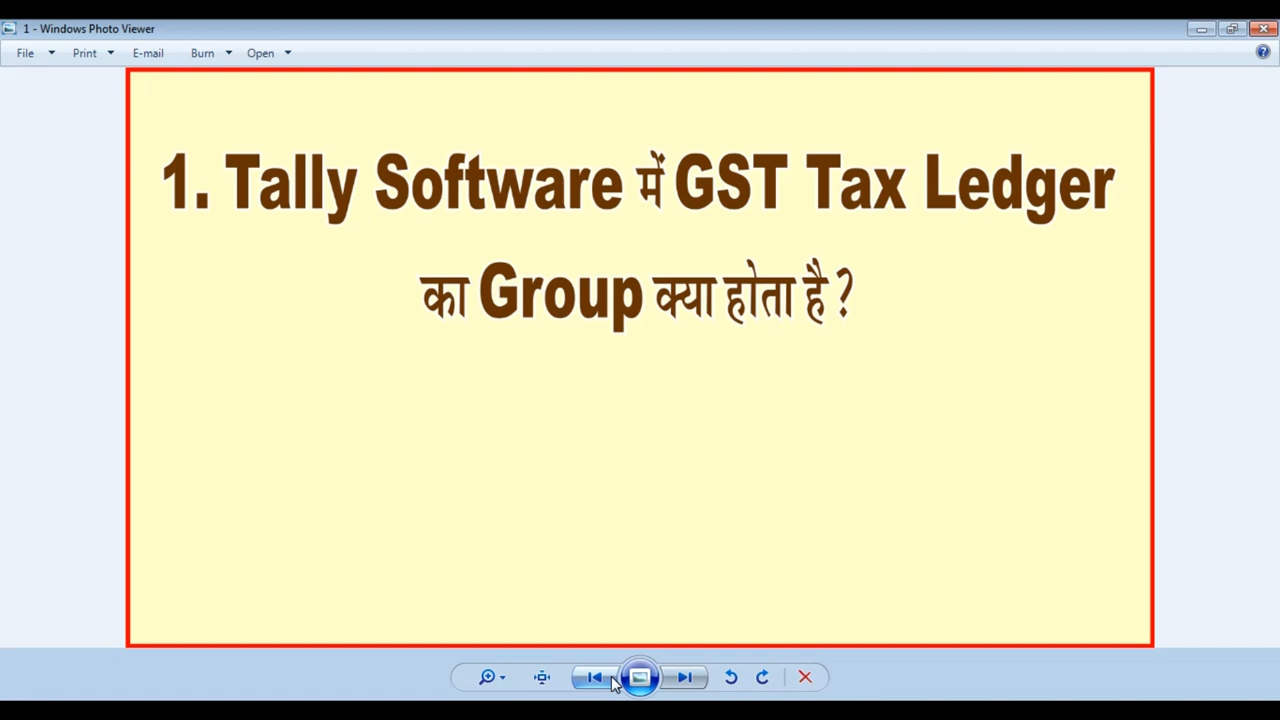 1 - Windows Photo Viewer
File Print E-mail Burn Open
1. Tally Software में GST Tax Ledger
का Group क्या होता है ?